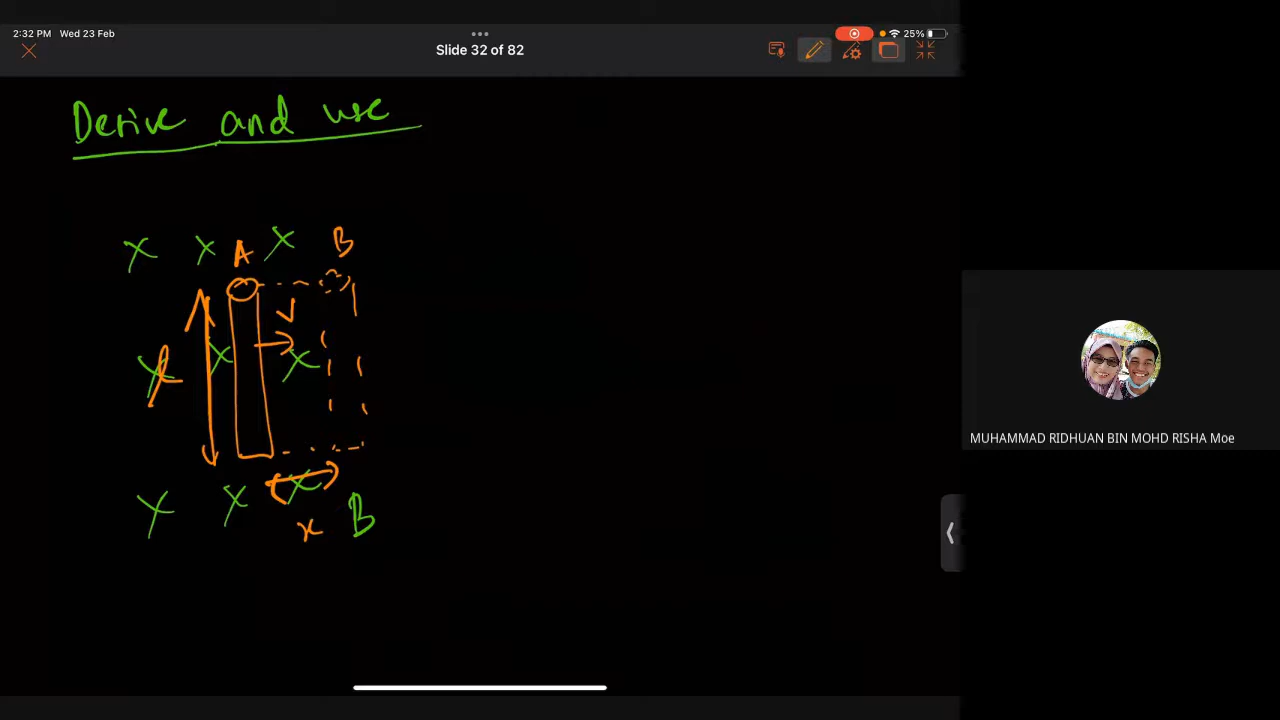 2:32 PM Wed 23 Feb
25%
Slide 32 of 82
Derive and use
X X A X B
v
X l X X
X X X B
x
MUHAMMAD RIDHUAN BIN MOHD RISHA Moe